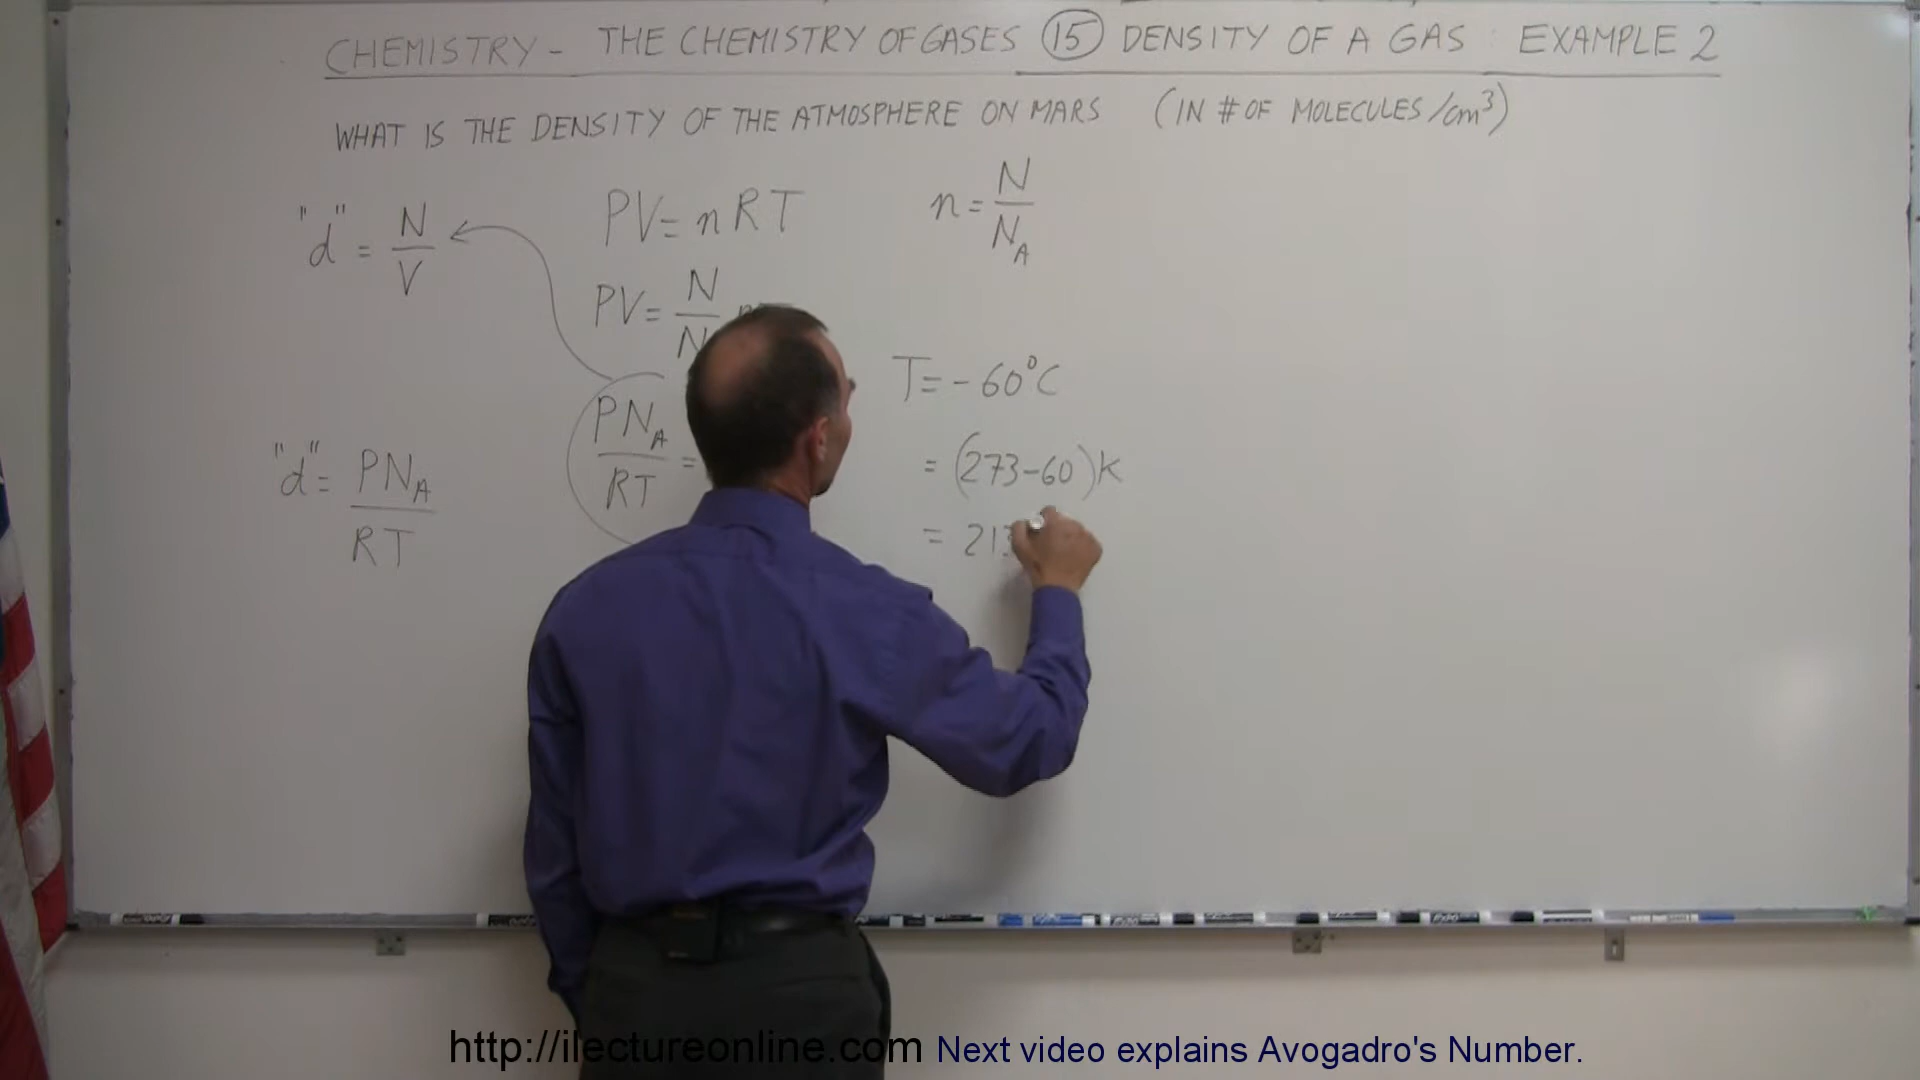 CHEMISTRY - THE CHEMISTRY OF GASES 15 DENSITY OF A GAS EXAMPLE 2
WHAT IS THE DENSITY OF THE ATMOSPHERE ON MARS (IN # OF MOLECULES/cm³)
"d" = N/V
PV = nRT
n = N/N_A
PV = N/N
PN_A/RT =
"d" = PN_A/RT
T = -60°C
= (273-60)K
= 213
http://ilectureonline.com Next video explains Avogadro's Number.